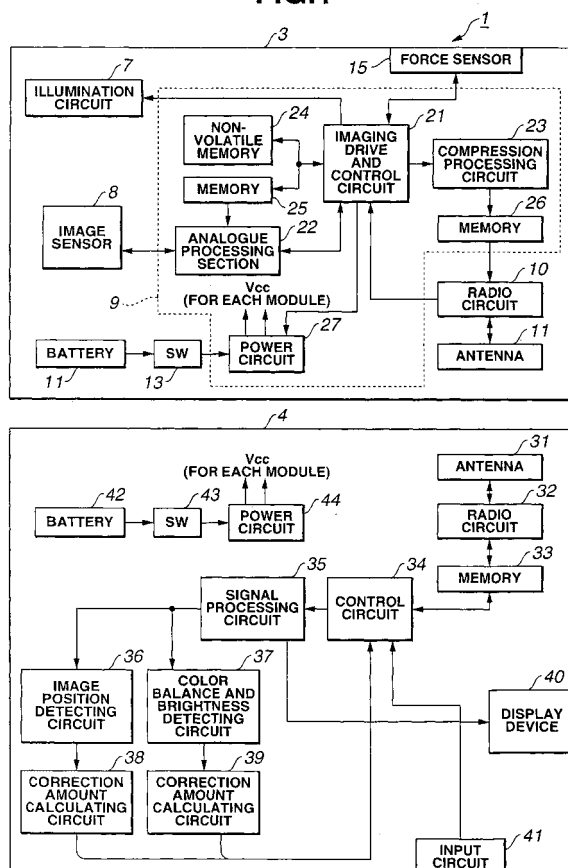 3
1
15
FORCE SENSOR
7
ILLUMINATION
CIRCUIT
24
NON-
VOLATILE
MEMORY
21
IMAGING
DRIVE
AND
CONTROL
CIRCUIT
23
COMPRESSION
PROCESSING
CIRCUIT
8
IMAGE
SENSOR
MEMORY
25
ANALOGUE
PROCESSING
SECTION
22
26
MEMORY
9
Vcc
(FOR EACH MODULE)
10
RADIO
CIRCUIT
BATTERY
11
SW
13
POWER
CIRCUIT
27
ANTENNA
11
4
31
ANTENNA
Vcc
(FOR EACH MODULE)
42
BATTERY
43
SW
44
POWER
CIRCUIT
32
RADIO
CIRCUIT
33
MEMORY
35
SIGNAL
PROCESSING
CIRCUIT
34
CONTROL
CIRCUIT
36
IMAGE
POSITION
DETECTING
CIRCUIT
37
COLOR
BALANCE AND
BRIGHTNESS
DETECTING
CIRCUIT
40
DISPLAY
DEVICE
38
CORRECTION
AMOUNT
CALCULATING
CIRCUIT
39
CORRECTION
AMOUNT
CALCULATING
CIRCUIT
41
INPUT
CIRCUIT